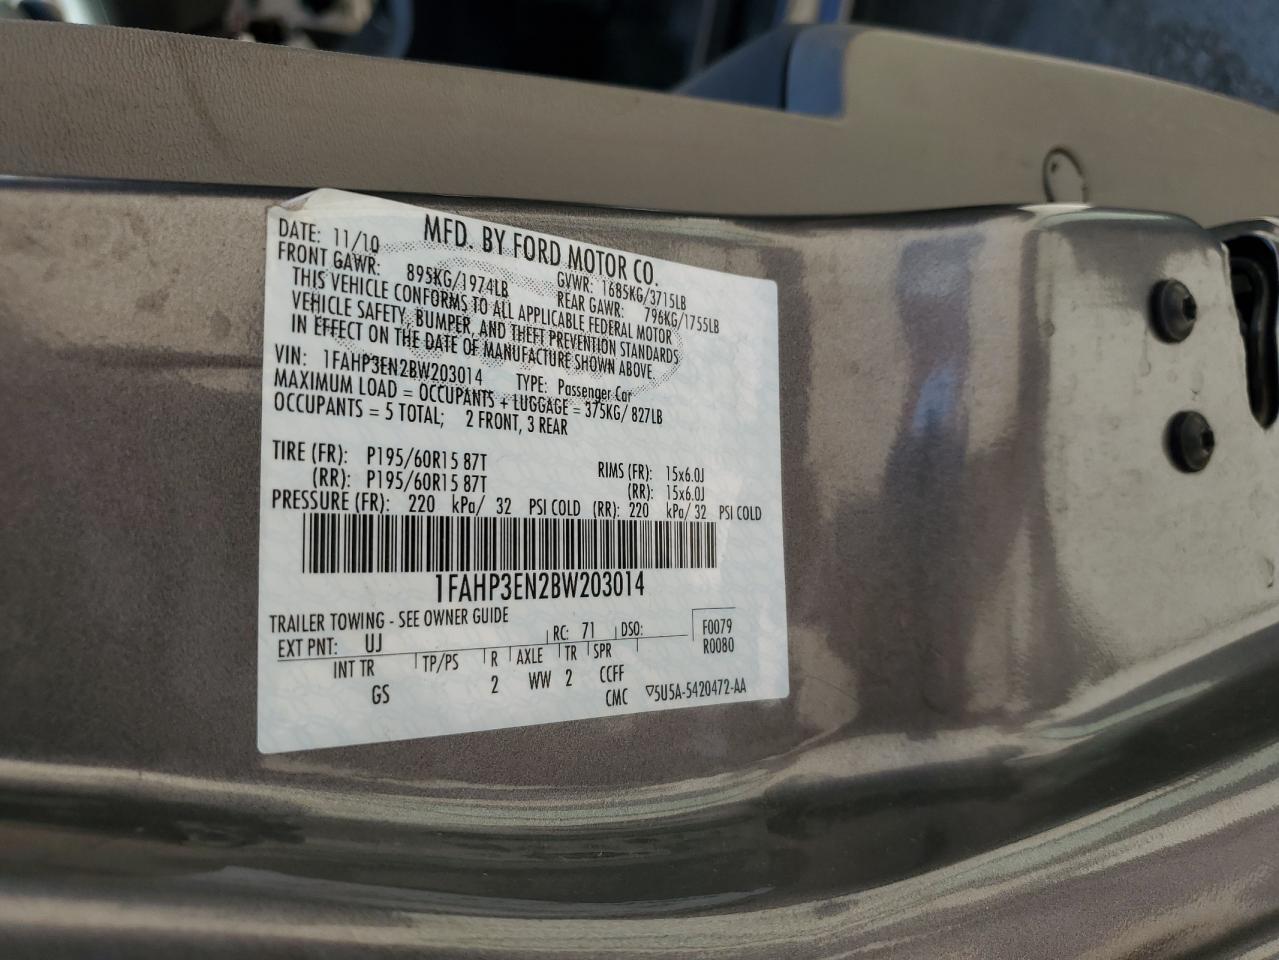 MFD. BY FORD MOTOR CO.
DATE: 11/10 GVWR: 1685KG/3715LB
FRONT GAWR: 895KG/1974LB REAR GAWR: 796KG/1755LB
THIS VEHICLE CONFORMS TO ALL APPLICABLE FEDERAL MOTOR
VEHICLE SAFETY, BUMPER, AND THEFT PREVENTION STANDARDS
IN EFFECT ON THE DATE OF MANUFACTURE SHOWN ABOVE.
VIN: 1FAHP3EN2BW203014 TYPE: Passenger Car
MAXIMUM LOAD = OCCUPANTS + LUGGAGE = 375KG/ 827LB
OCCUPANTS = 5 TOTAL; 2 FRONT, 3 REAR
TIRE (FR): P195/60R15 87T RIMS (FR): 15x6.0J
(RR): P195/60R15 87T (RR): 15x6.0J
PRESSURE (FR): 220 kPa/ 32 PSI COLD (RR): 220 kPa/ 32 PSI COLD
1FAHP3EN2BW203014
TRAILER TOWING - SEE OWNER GUIDE
EXT PNT: UJ RC: 71 DSO: F0079
R0080
INT TR TP/PS R AXLE TR SPR
GS 2 WW 2 CCFF
CMC ▽5U5A-5420472-AA